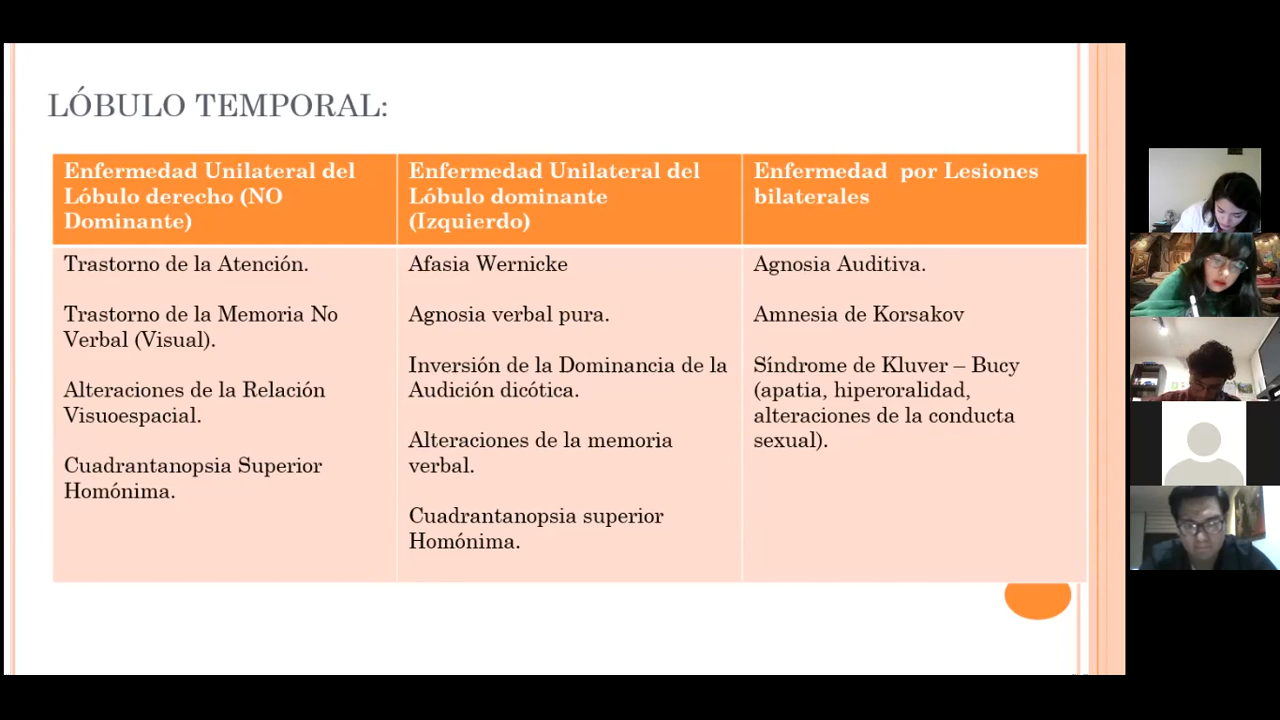 LÓBULO TEMPORAL:
Enfermedad Unilateral del
Lóbulo derecho (NO
Dominante)
Enfermedad Unilateral del
Lóbulo dominante
(Izquierdo)
Enfermedad por Lesiones
bilaterales
Trastorno de la Atención.
Trastorno de la Memoria No
Verbal (Visual).
Alteraciones de la Relación
Visuoespacial.
Cuadrantanopsia Superior
Homónima.
Afasia Wernicke
Agnosia verbal pura.
Inversión de la Dominancia de la
Audición dicótica.
Alteraciones de la memoria
verbal.
Cuadrantanopsia superior
Homónima.
Agnosia Auditiva.
Amnesia de Korsakov
Síndrome de Kluver – Bucy
(apatia, hiperoralidad,
alteraciones de la conducta
sexual).